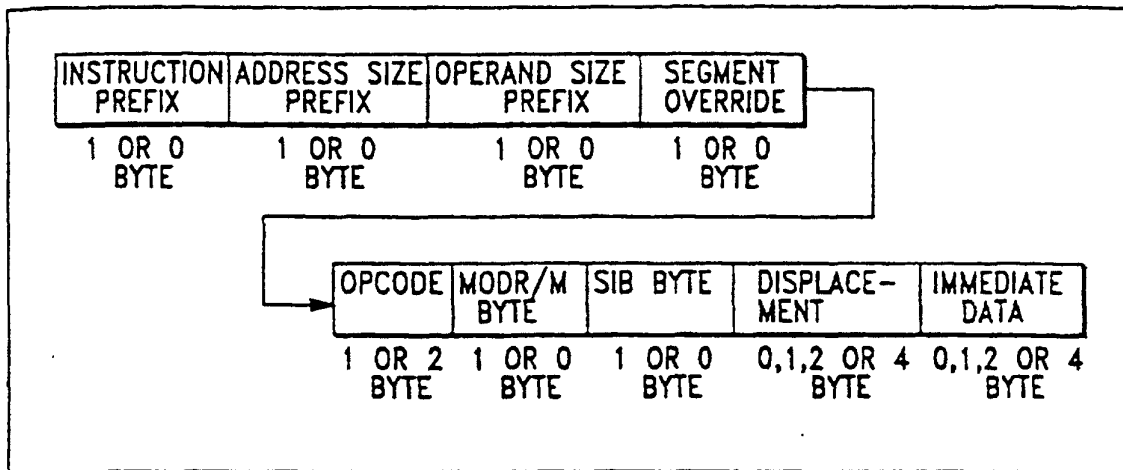 INSTRUCTION PREFIX
ADDRESS SIZE PREFIX
OPERAND SIZE PREFIX
SEGMENT OVERRIDE
1 OR 0 BYTE
1 OR 0 BYTE
1 OR 0 BYTE
1 OR 0 BYTE
OPCODE
MODR/M BYTE
SIB BYTE
DISPLACE-
MENT
IMMEDIATE DATA
1 OR 2 BYTE
1 OR 0 BYTE
1 OR 0 BYTE
0,1,2 OR 4 BYTE
0,1,2 OR 4 BYTE